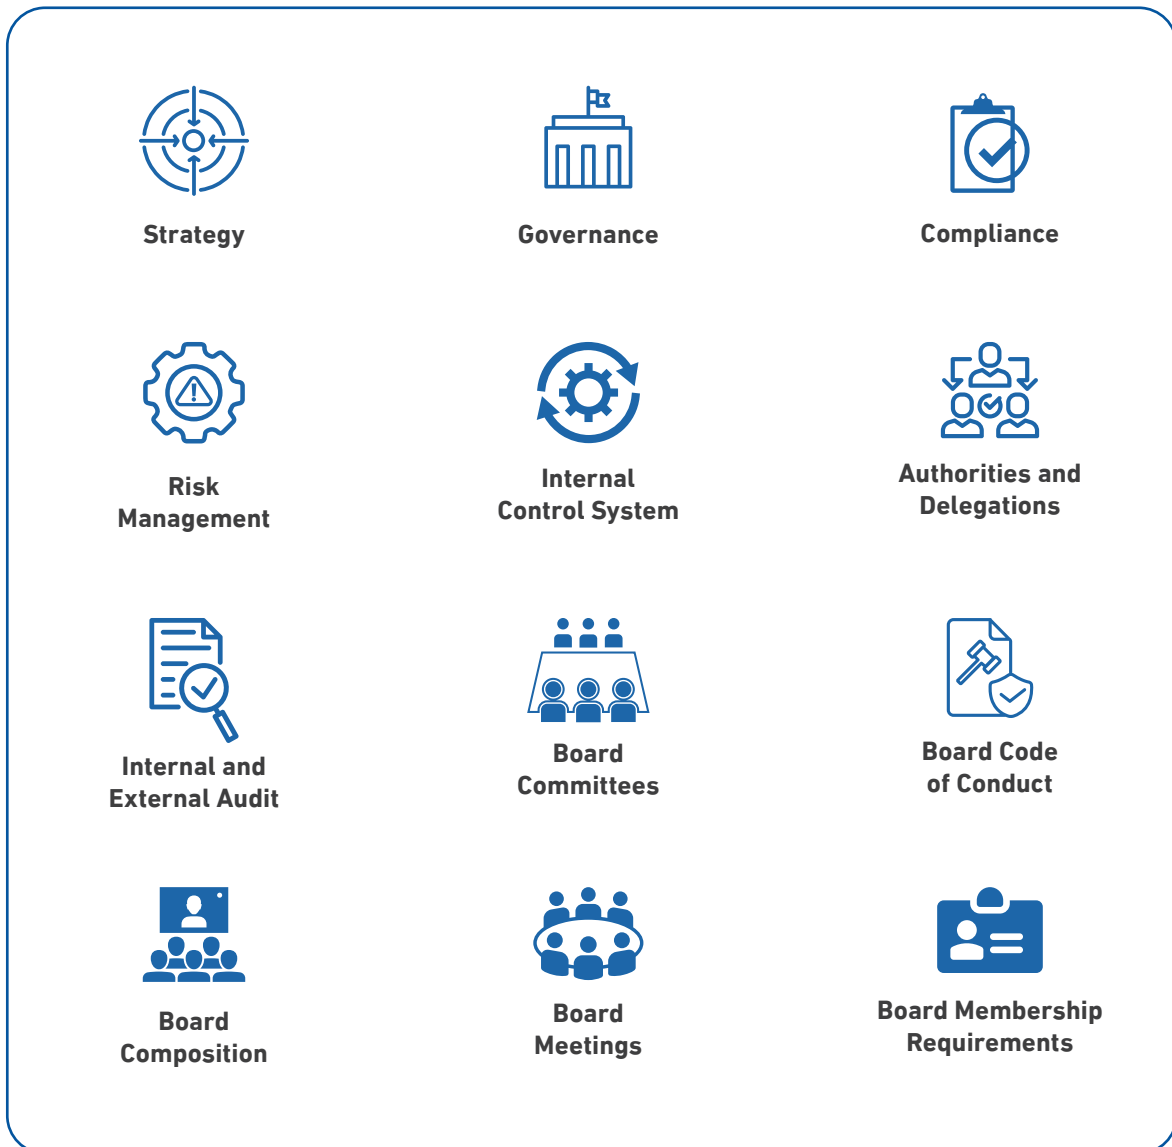 Strategy
Governance
Compliance
Risk
Management
Internal
Control System
Authorities and
Delegations
Internal and
External Audit
Board
Committees
Board Code
of Conduct
Board
Composition
Board
Meetings
Board Membership
Requirements